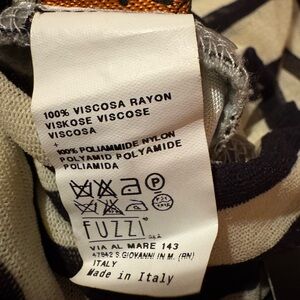 100% VISCOSA RAYON
VISKOSE VISCOSE
VISCOSA
+
100% POLIAMMIDE NYLON
POLYAMID POLYAMIDE
POLIAMIDA
P
FUZZI
VIA AL MARE 143
47842 S.GIOVANNI IN M. (RN)
ITALY
Made in Italy